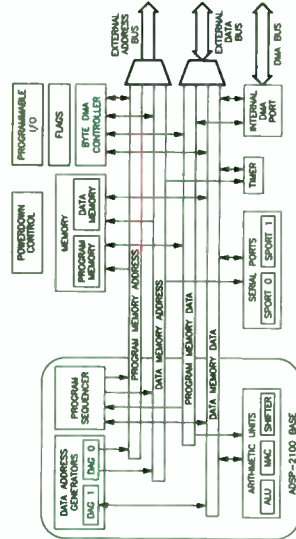 POWERDOWN
CONTROL
PROGRAMMABLE
I/O
FLAGS
MEMORY
PROGRAM
MEMORY
DATA
MEMORY
BYTE DMA
CONTROLLER
EXTERNAL
ADDRESS
BUS
DATA ADDRESS
GENERATORS
DAG 1
DAG 0
PROGRAM
SEQUENCER
PROGRAM MEMORY ADDRESS
DATA MEMORY ADDRESS
PROGRAM MEMORY DATA
DATA MEMORY DATA
EXTERNAL
DATA
BUS
ARITHMETIC UNITS
ALU
MAC
SHIFTER
SERIAL PORTS
SPORT 0
SPORT 1
TIMER
INTERNAL
DMA
PORT
DMA BUS
ADSP-2100 BASE